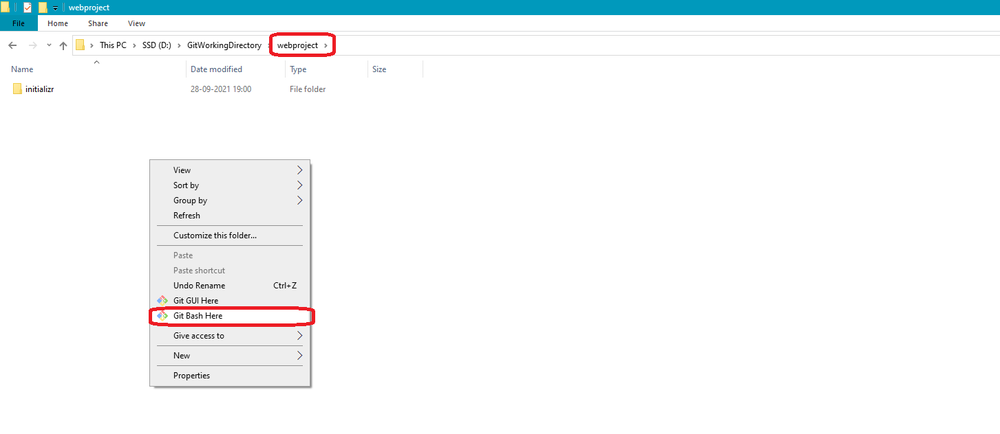 webproject
File Home Share View
This PC SSD (D:) GitWorkingDirectory webproject
Name Date modified Type Size
initializr 28-09-2021 19:00 File folder
View
Sort by
Group by
Refresh
Customize this folder...
Paste
Paste shortcut
Undo Rename Ctrl+Z
Git GUI Here
Git Bash Here
Give access to
New
Properties